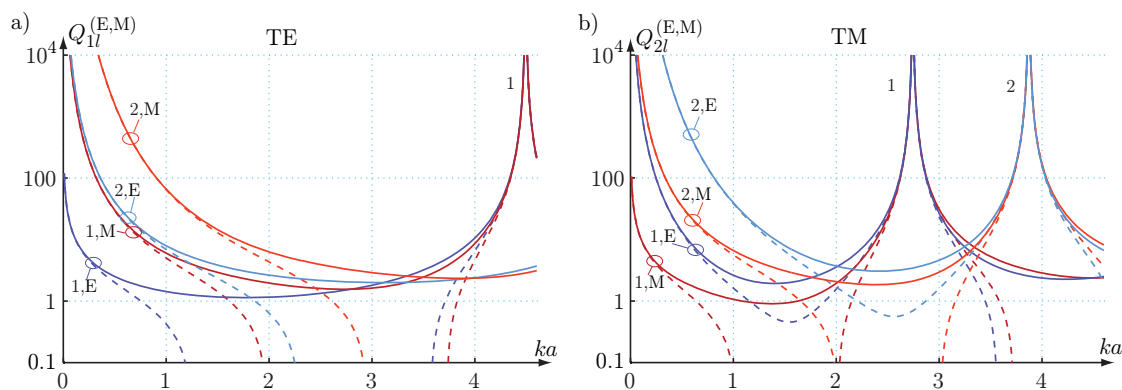 a) Q_{1l}^{(E,M)} TE
10^4
100
1
0.1
0 1 2 3 4 ka
2,M
2,E
1,M
1,E
1
b) Q_{2l}^{(E,M)} TM
10^4
100
1
0.1
0 1 2 3 4 ka
2,E
2,M
1,E
1,M
1 2